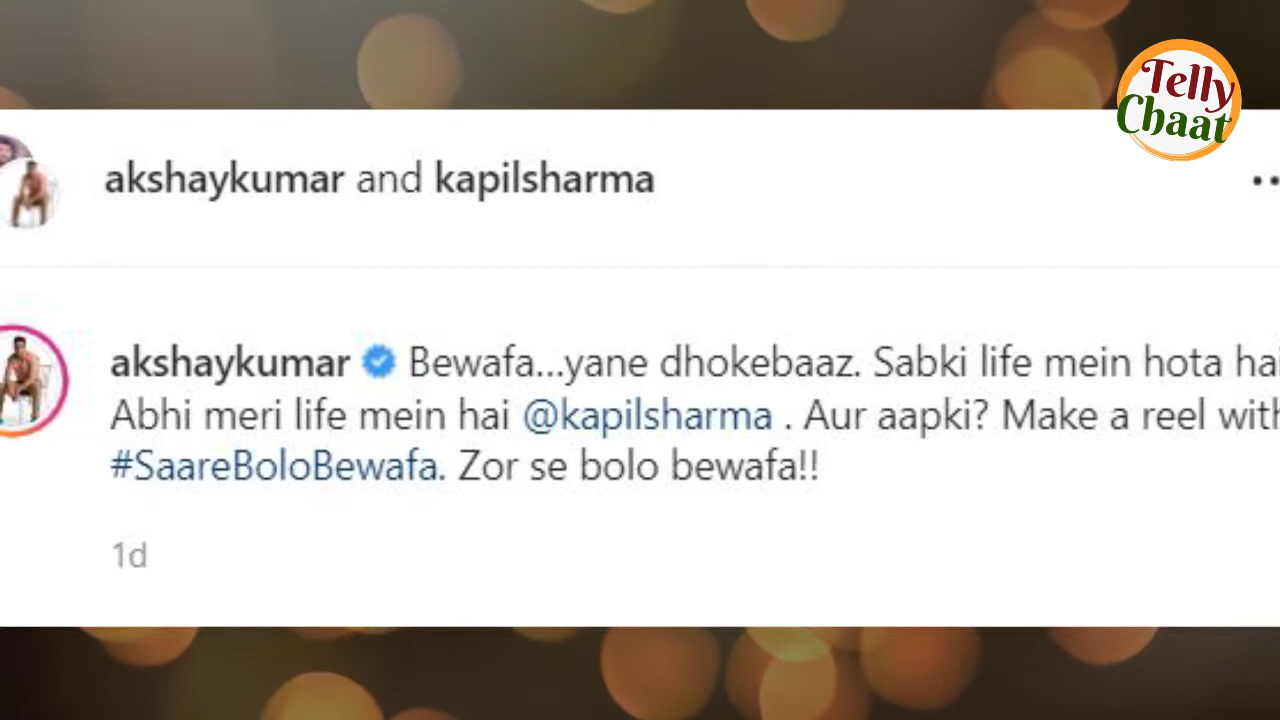 Telly
Chaat
akshaykumar and kapilsharma
akshaykumar Bewafa...yane dhokebaaz. Sabki life mein hota hai
Abhi meri life mein hai @kapilsharma . Aur aapki? Make a reel with
#SaareBoloBewafa. Zor se bolo bewafa!!
1d